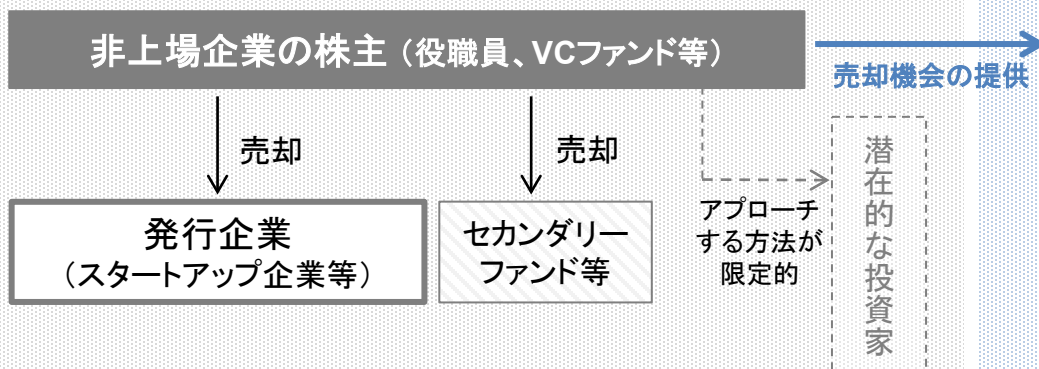 非上場企業の株主（役職員、VCファンド等）
売却機会の提供
売却
売却
発行企業
（スタートアップ企業等）
セカンダリー
ファンド等
アプローチ
する方法が
限定的
潜在的な投資家